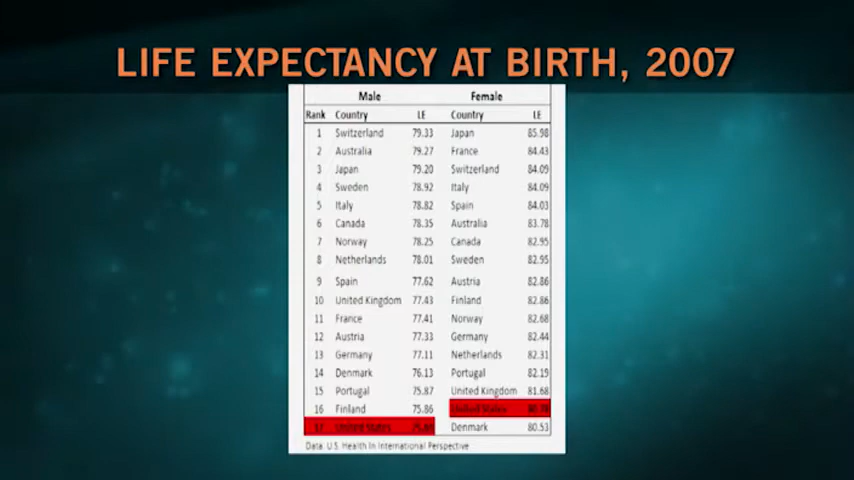 LIFE EXPECTANCY AT BIRTH, 2007
Male Female
Rank Country LE Country LE
1 Switzerland 79.33 Japan 85.98
2 Australia 79.27 France 84.43
3 Japan 79.20 Switzerland 84.09
4 Sweden 78.92 Italy 84.09
5 Italy 78.82 Spain 84.03
6 Canada 78.35 Australia 83.78
7 Norway 78.25 Canada 82.95
8 Netherlands 78.01 Sweden 82.95
9 Spain 77.62 Austria 82.86
10 United Kingdom 77.43 Finland 82.86
11 France 77.41 Norway 82.68
12 Austria 77.33 Germany 82.44
13 Germany 77.11 Netherlands 82.31
14 Denmark 76.13 Portugal 82.19
15 Portugal 75.87 United Kingdom 81.68
16 Finland 75.86 United States
17 United States Denmark 80.53
Data: U.S. Health In International Perspective